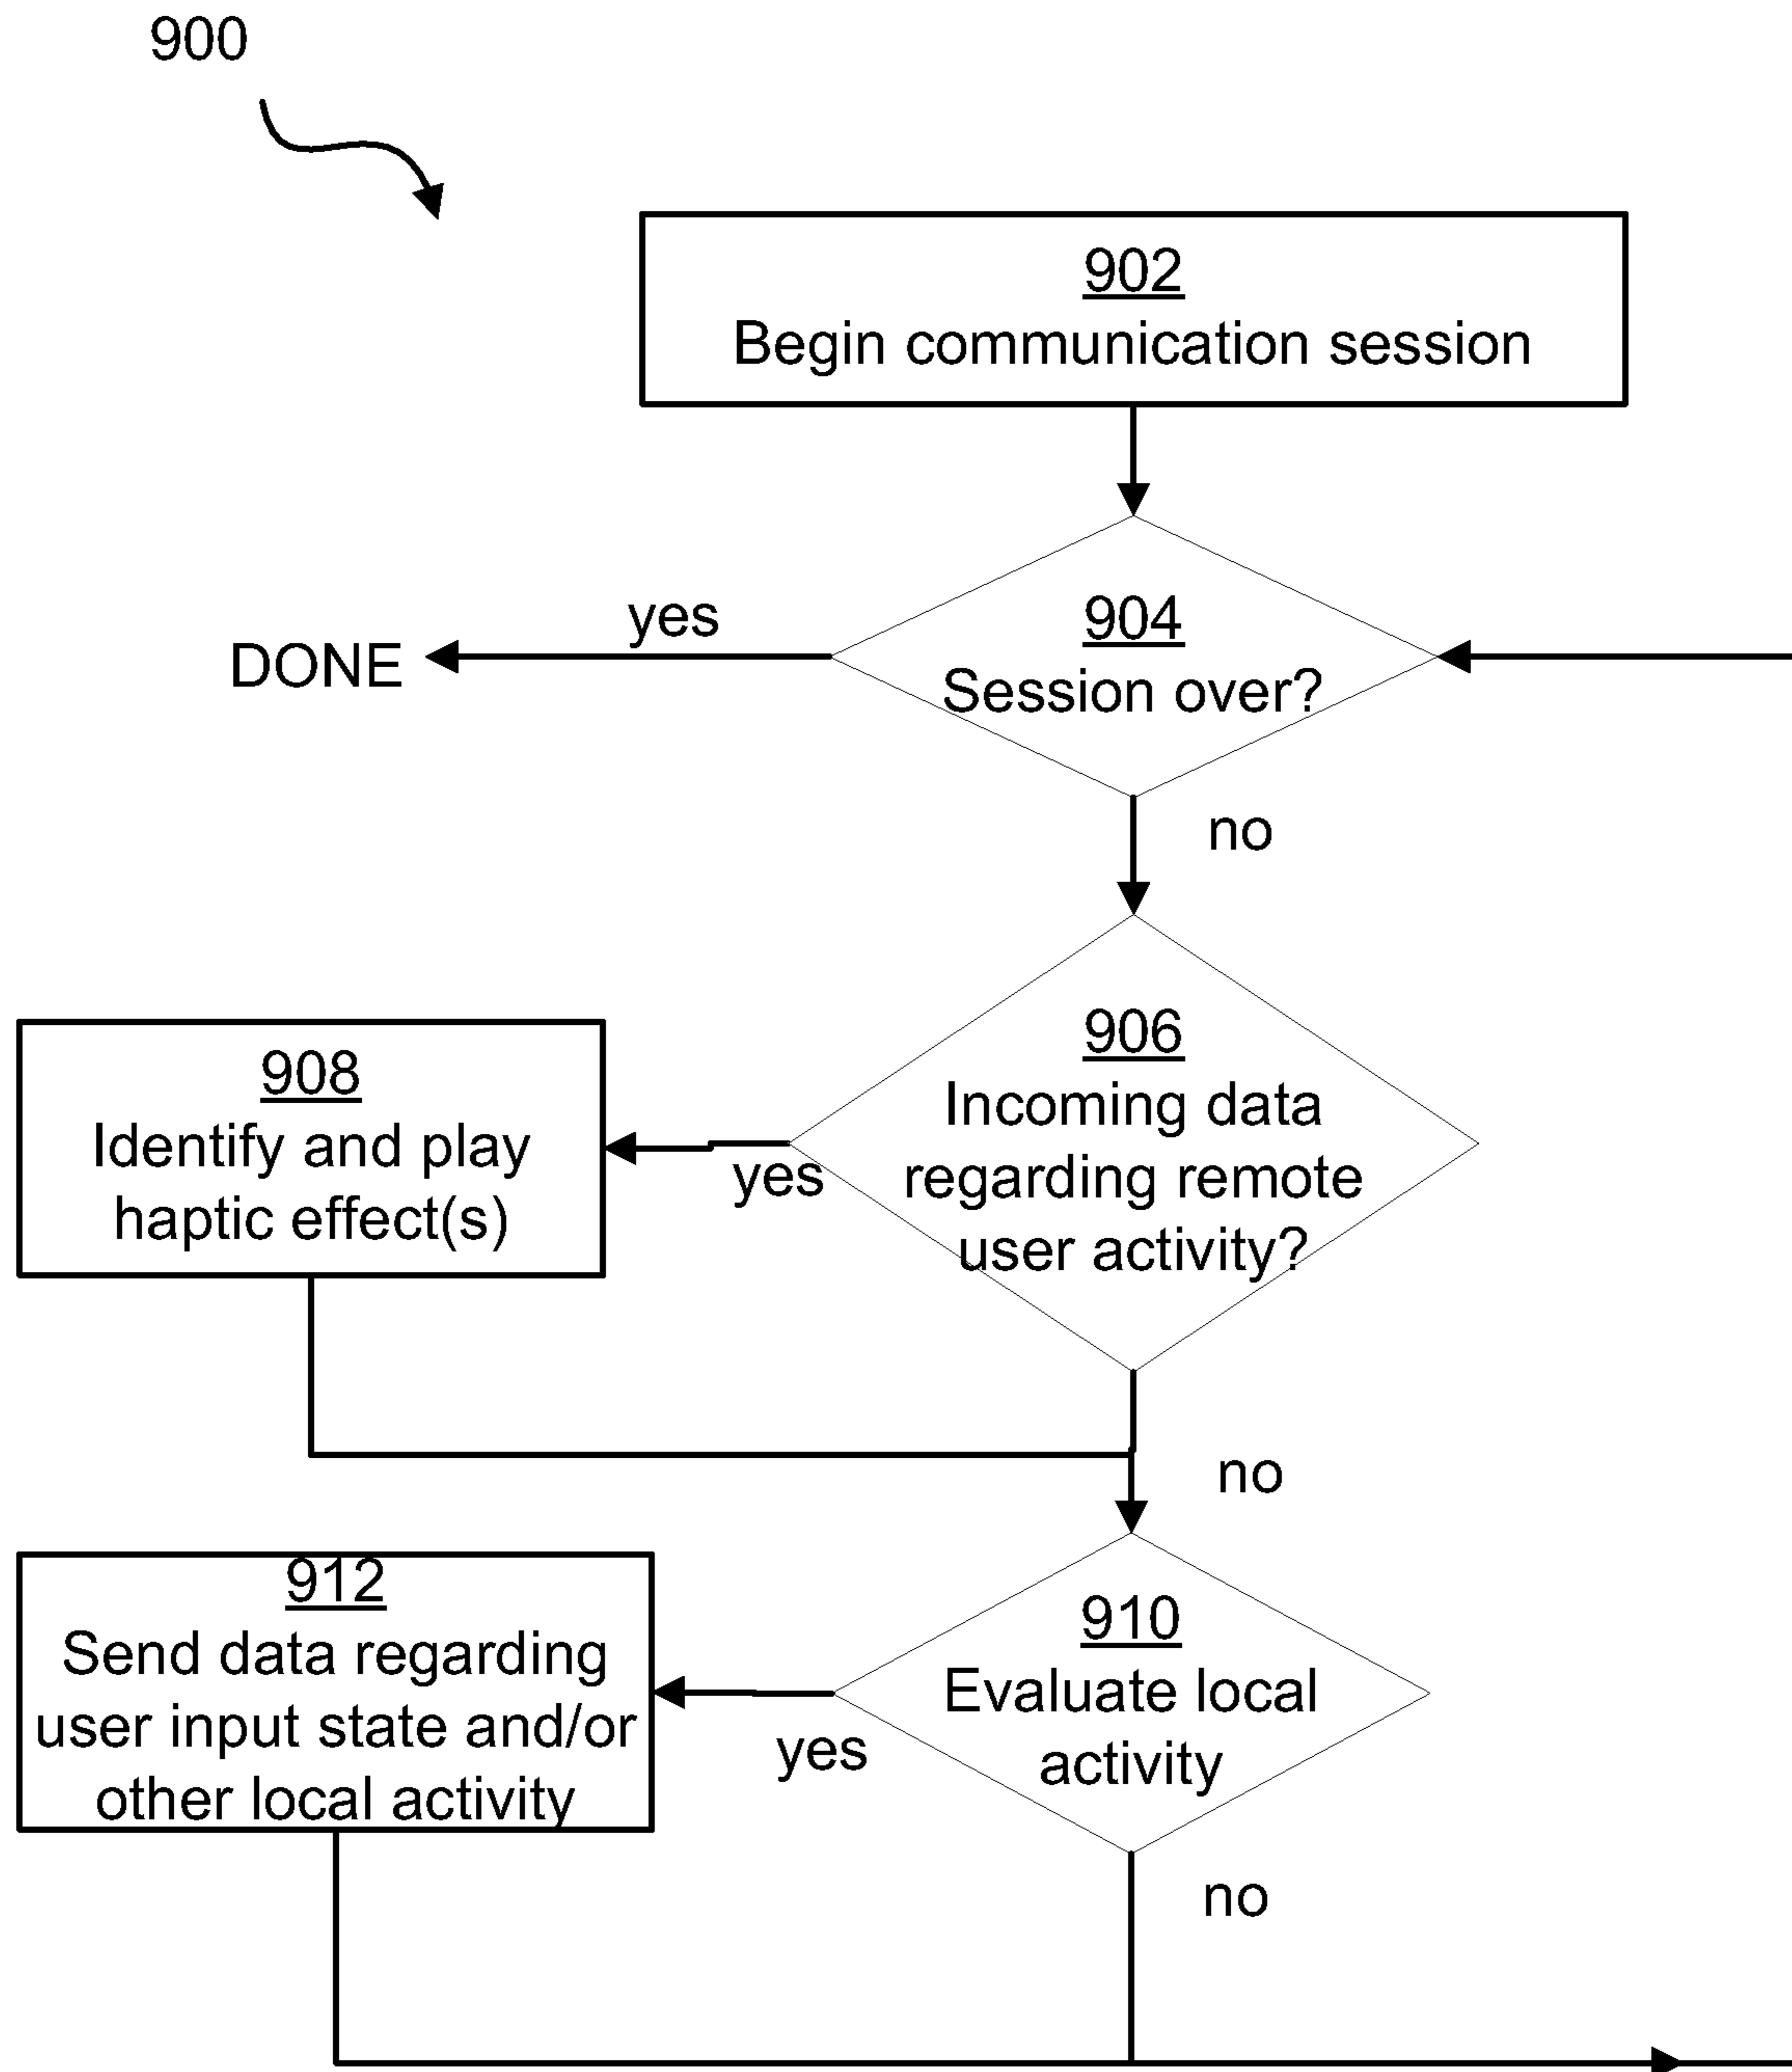 900
902
Begin communication session
yes
904
DONE
Session over?
no
906
Incoming data
regarding remote
user activity?
yes
908
Identify and play
haptic effect(s)
no
910
Evaluate local
activity
yes
912
Send data regarding
user input state and/or
other local activity
no